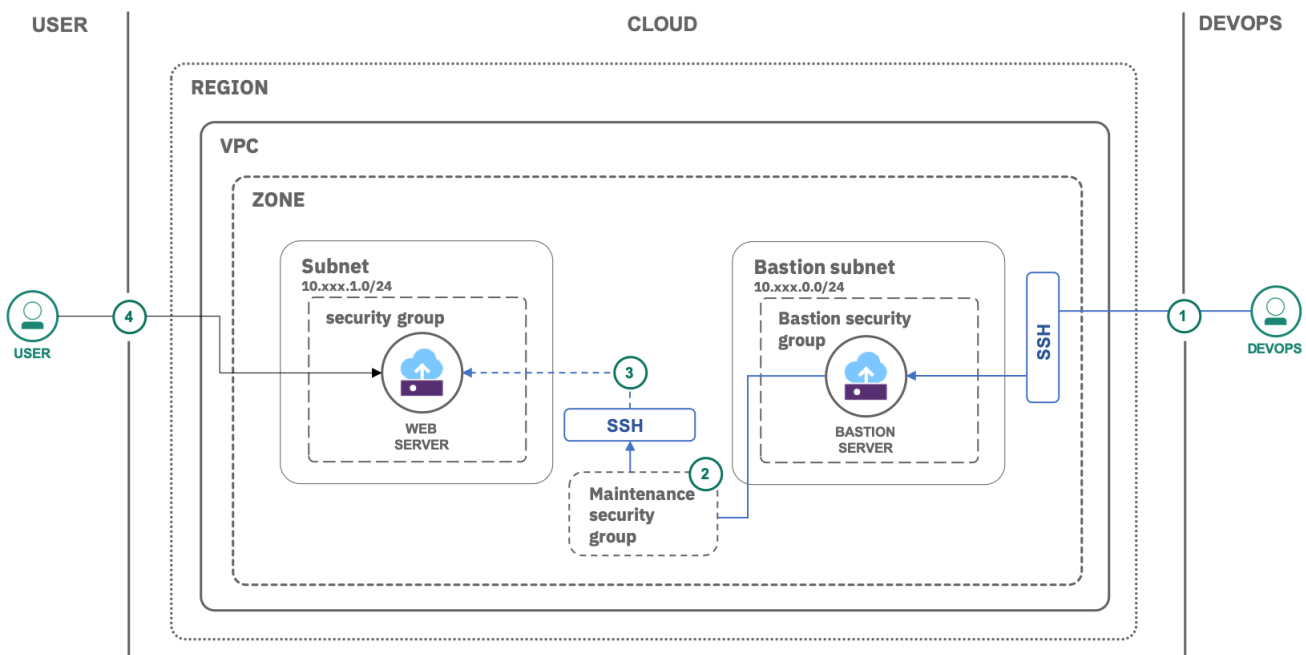 USER
CLOUD
DEVOPS
REGION
VPC
ZONE
Subnet
10.xxx.1.0/24
security group
WEB
SERVER
Bastion subnet
10.xxx.0.0/24
Bastion security
group
BASTION
SERVER
SSH
SSH
Maintenance
security
group
1
2
3
4
USER
DEVOPS